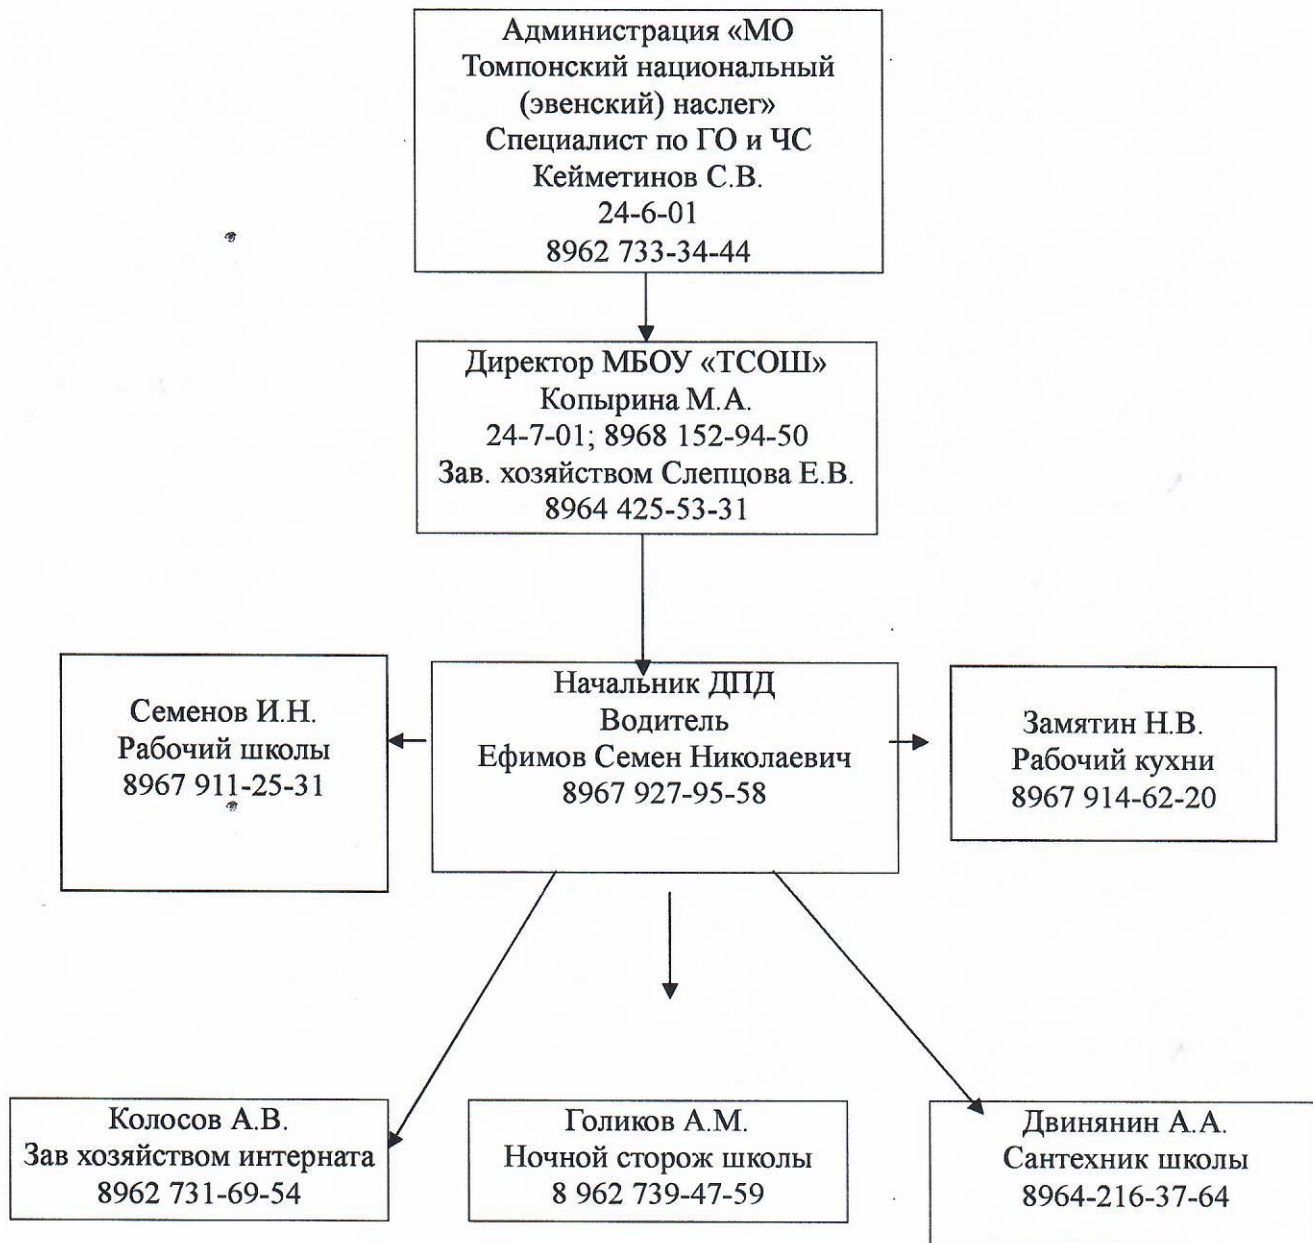 Администрация «МО
Томпонский национальный
(эвенский) наслег»
Специалист по ГО и ЧС
Кейметинов С.В.
24-6-01
8962 733-34-44
Директор МБОУ «ТСОШ»
Копырина М.А.
24-7-01; 8968 152-94-50
Зав. хозяйством Слепцова Е.В.
8964 425-53-31
Семенов И.Н.
Рабочий школы
8967 911-25-31
Начальник ДПД
Водитель
Ефимов Семен Николаевич
8967 927-95-58
Замятин Н.В.
Рабочий кухни
8967 914-62-20
Колосов А.В.
Зав хозяйством интерната
8962 731-69-54
Голиков А.М.
Ночной сторож школы
8 962 739-47-59
Двинянин А.А.
Сантехник школы
8964-216-37-64